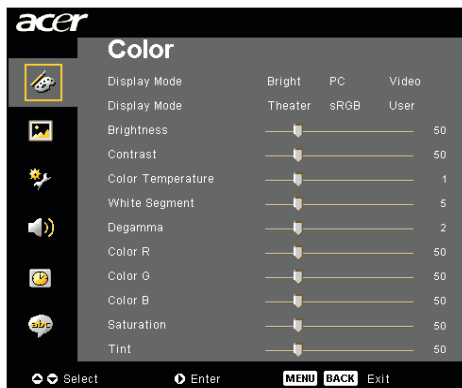 acer
Color
Display Mode Bright PC Video
Display Mode Theater sRGB User
Brightness 50
Contrast 50
Color Temperature 1
White Segment 5
Degamma 2
Color R 50
Color G 50
Color B 50
abc
Saturation 50
Tint 50
Select Enter MENU BACK Exit